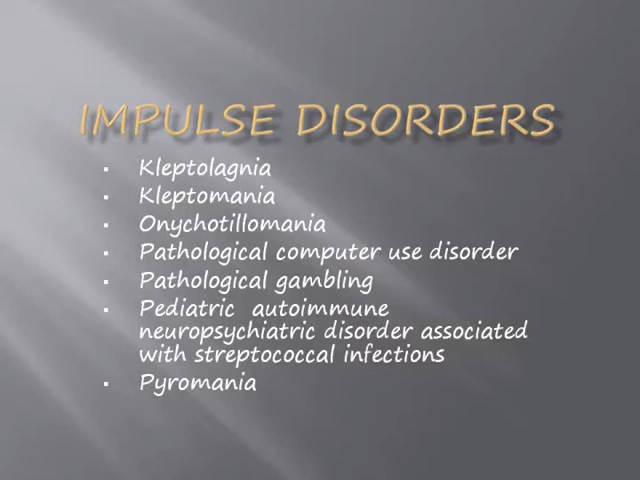 IMPULSE DISORDERS
▪ Kleptolagnia
▪ Kleptomania
▪ Onychotillomania
▪ Pathological computer use disorder
▪ Pathological gambling
▪ Pediatric autoimmune
neuropsychiatric disorder associated
with streptococcal infections
▪ Pyromania